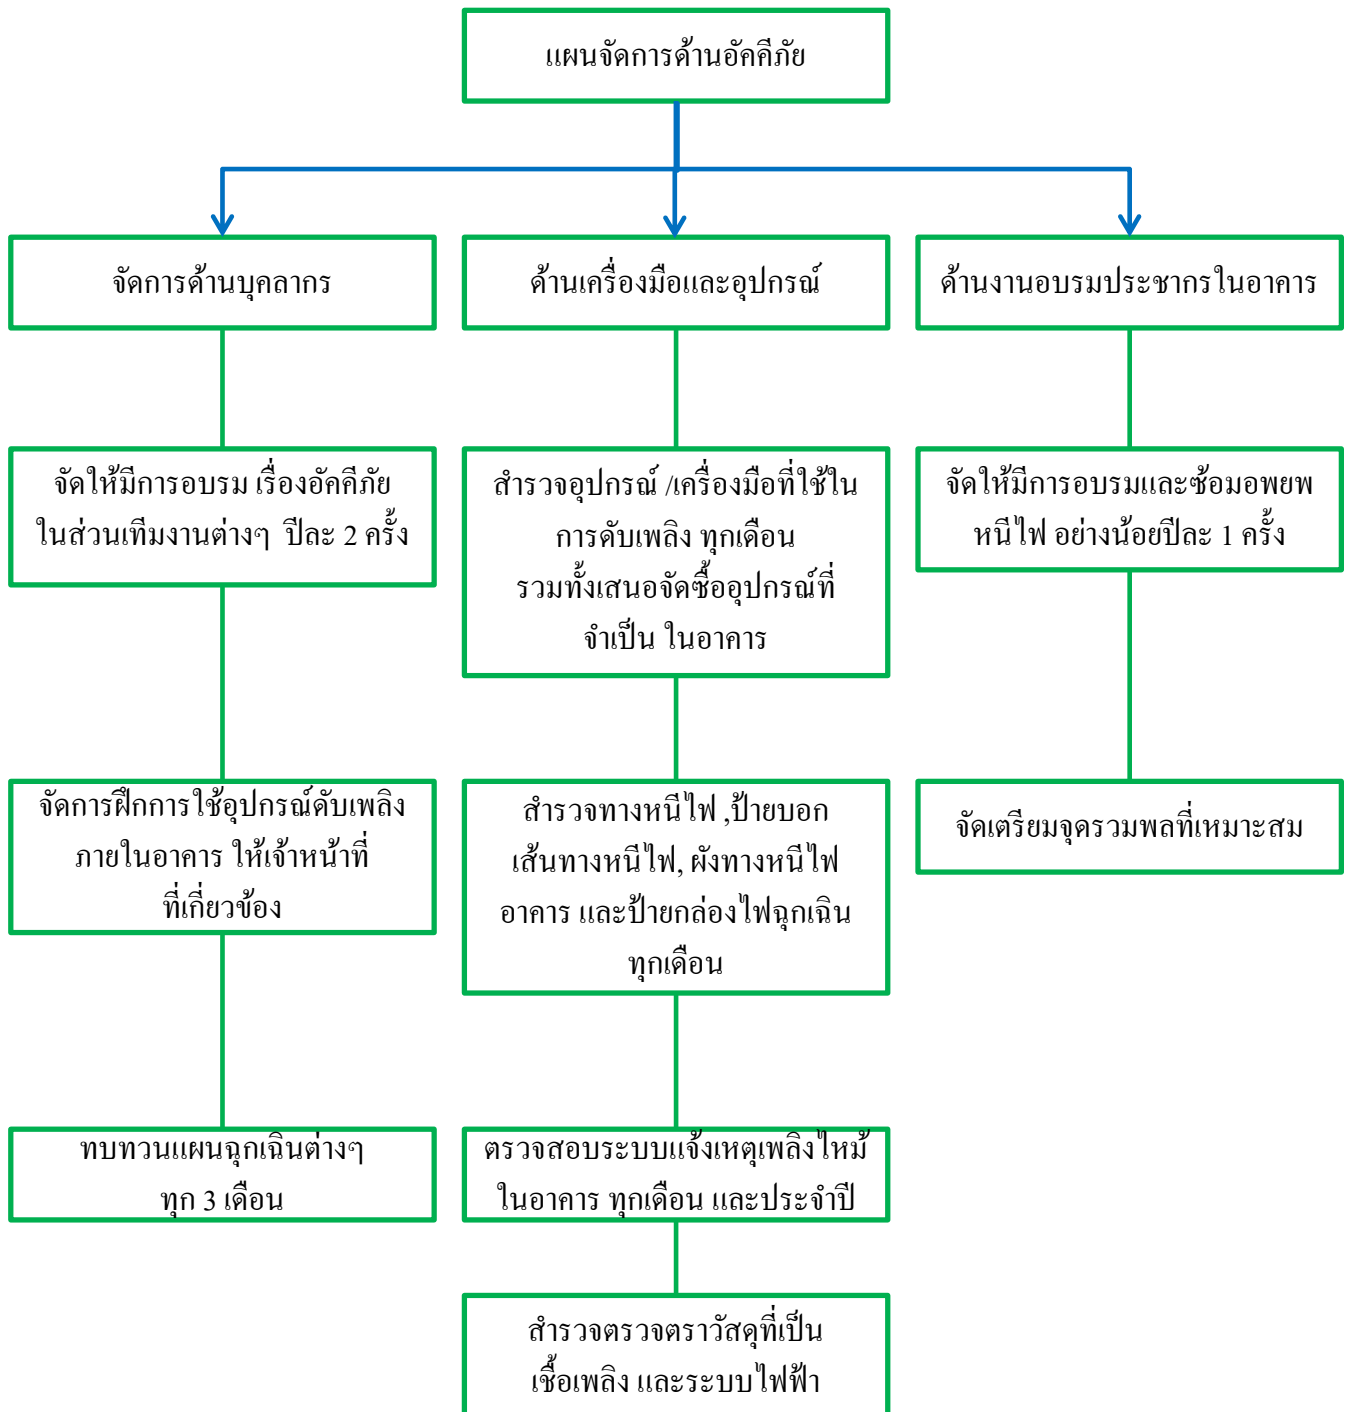 แผนจัดการด้านอัคคีภัย
จัดการด้านบุคลากร
ด้านเครื่องมือและอุปกรณ์
ด้านงานอบรมประชากรในอาคาร
จัดให้มีการอบรม เรื่องอัคคีภัย
ในส่วนเทีมงานต่างๆ ปีละ 2 ครั้ง
สำรวจอุปกรณ์ /เครื่องมือที่ใช้ใน
การดับเพลิง ทุกเดือน
รวมทั้งเสนอจัดซื้ออุปกรณ์ที่
จำเป็น ในอาคาร
จัดให้มีการอบรมและซ้อมอพยพ
หนีไฟ อย่างน้อยปีละ 1 ครั้ง
จัดการฝึกการใช้อุปกรณ์ดับเพลิง
ภายในอาคาร ให้เจ้าหน้าที่
ที่เกี่ยวข้อง
สำรวจทางหนีไฟ ,ป้ายบอก
เส้นทางหนีไฟ, ผังทางหนีไฟ
อาคาร และป้ายกล่องไฟฉุกเฉิน
ทุกเดือน
จัดเตรียมจุดรวมพลที่เหมาะสม
ทบทวนแผนฉุกเฉินต่างๆ
ทุก 3 เดือน
ตรวจสอบระบบแจ้งเหตุเพลิงไหม้
ในอาคาร ทุกเดือน และประจำปี
สำรวจตรวจตราวัสดุที่เป็น
เชื้อเพลิง และระบบไฟฟ้า